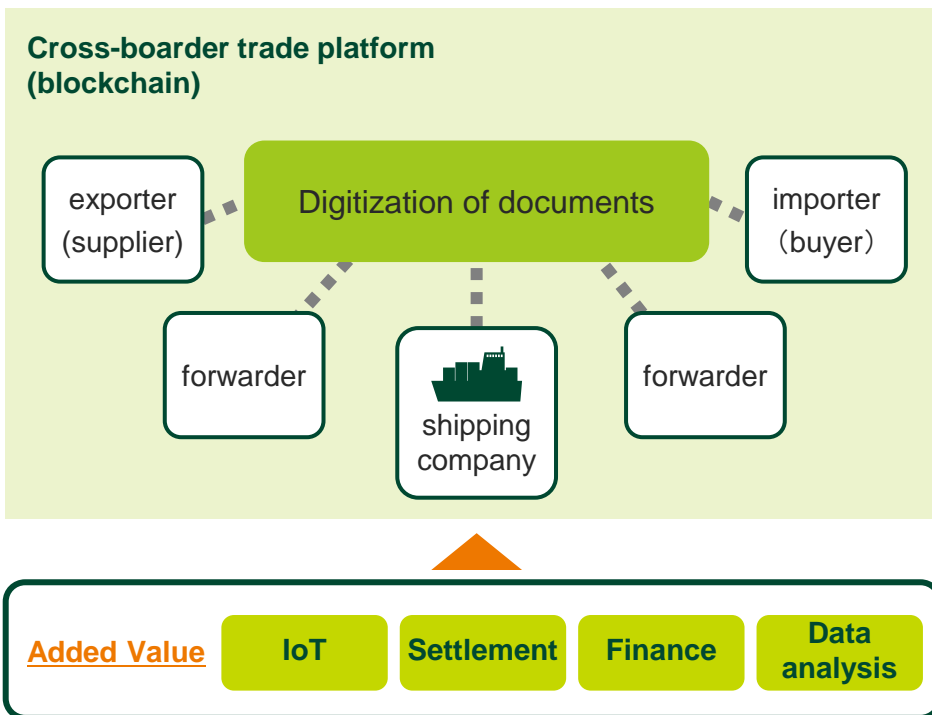 Cross-boarder trade platform
(blockchain)
Digitization of documents
exporter
(supplier)
importer
（buyer）
forwarder
shipping
company
forwarder
Added Value
IoT
Settlement
Finance
Data
analysis